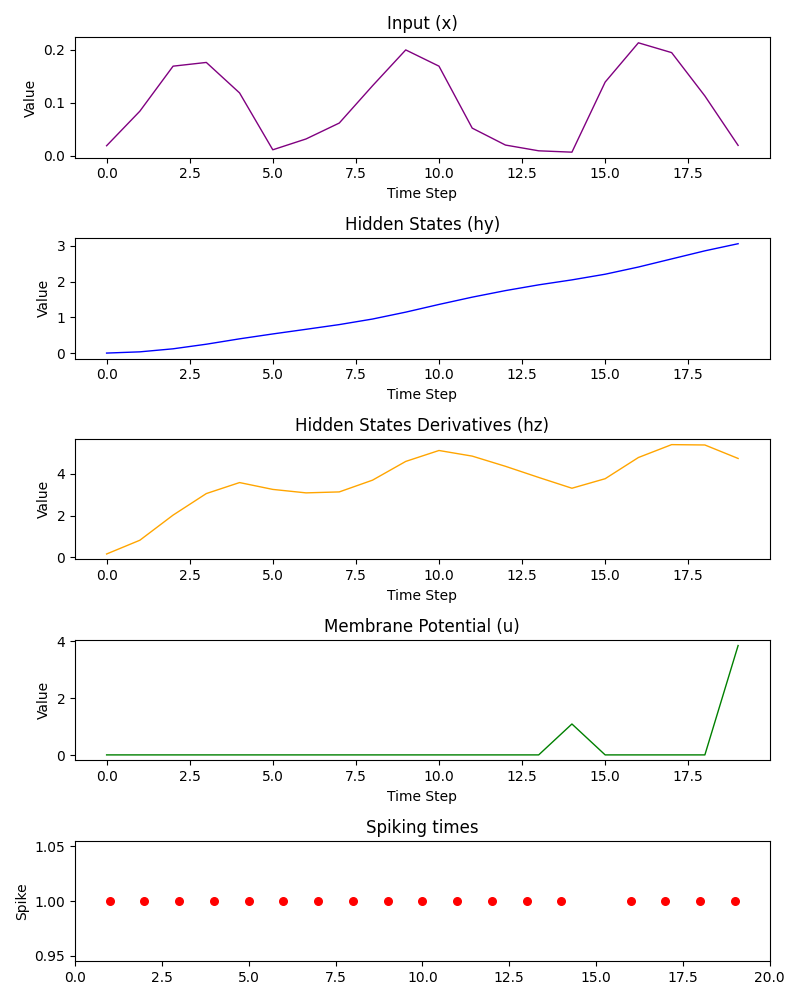 Input (x)
Value
0.2
0.1
0.0
0.0 2.5 5.0 7.5 10.0 12.5 15.0 17.5
Time Step
Hidden States (hy)
Value
3
2
1
0
0.0 2.5 5.0 7.5 10.0 12.5 15.0 17.5
Time Step
Hidden States Derivatives (hz)
Value
4
2
0
0.0 2.5 5.0 7.5 10.0 12.5 15.0 17.5
Time Step
Membrane Potential (u)
Value
4
2
0
0.0 2.5 5.0 7.5 10.0 12.5 15.0 17.5
Time Step
Spiking times
Spike
1.05
1.00
0.95
0.0 2.5 5.0 7.5 10.0 12.5 15.0 17.5 20.0